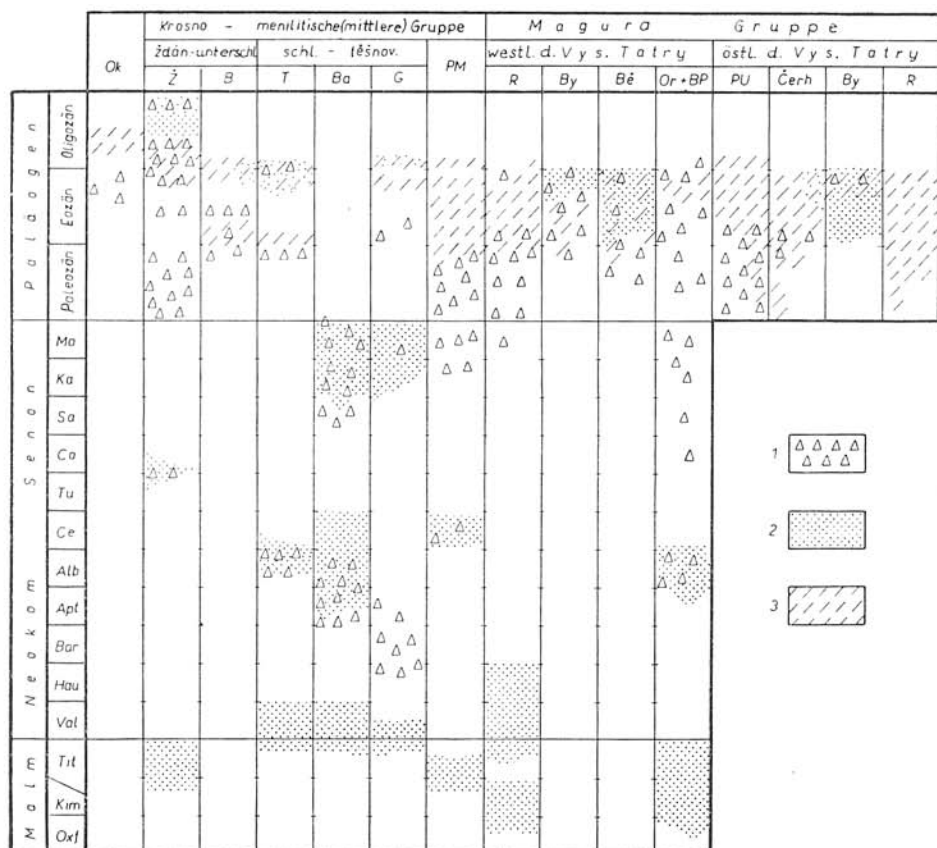 Krosno - menilitische(mittlere) Gruppe
Magura Gruppe
Ok
ždán-unterschl
schl. - těšnov.
PM
westl. d. Vys. Tatry
östl. d. Vys. Tatry
Ž B T Ba G R By Bě Or+BP PU Čerh By R
Paläogen
Oligozän
Eozän
Paleozän
Senon
Ma
Ka
Sa
Ca
Tu
Ce
Neokom
Alb
Apt
Bar
Hau
Val
Malm
Tit
Kim
Oxf
1
2
3